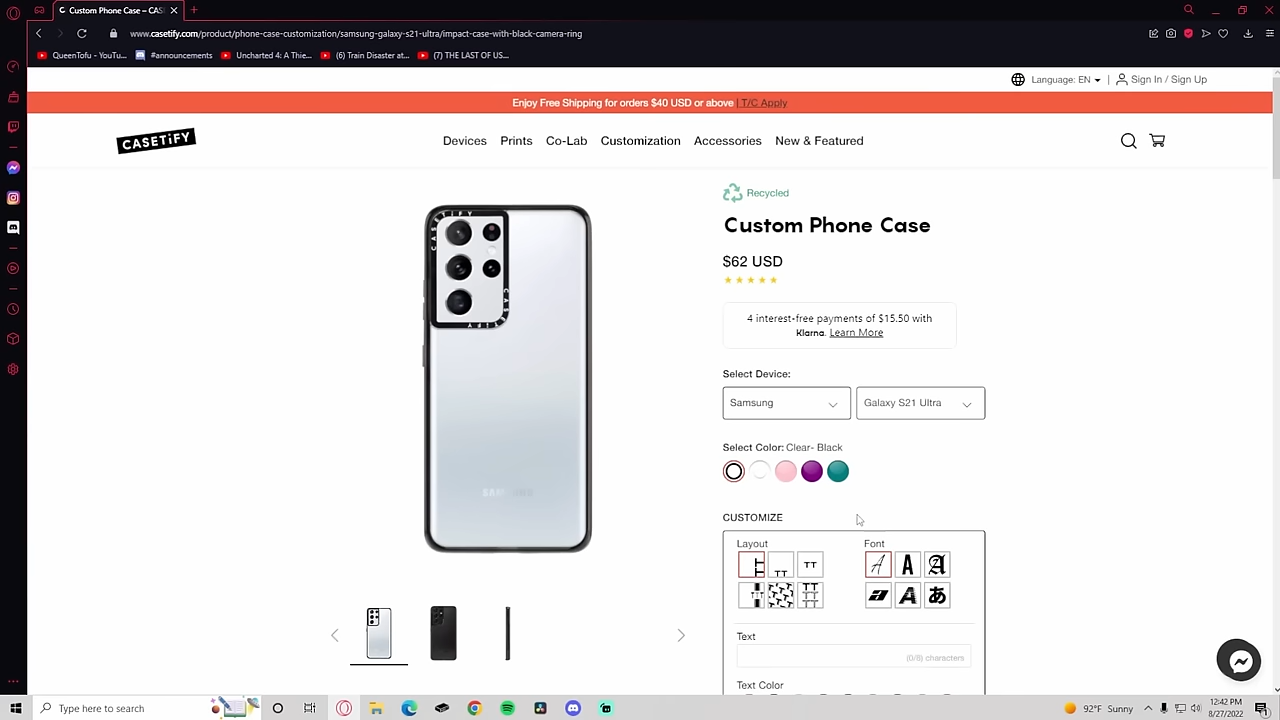 Custom Phone Case – CAS
www.casetify.com/product/phone-case-customization/samsung-galaxy-s21-ultra/impact-case-with-black-camera-ring
QueenTofu - YouTu...
#announcements
Uncharted 4: A Thie...
(6) Train Disaster at...
(7) THE LAST OF US...
Language: EN | Sign In / Sign Up
Enjoy Free Shipping for orders $40 USD or above | T/C Apply
CASETiFY
Devices Prints Co-Lab Customization Accessories New & Featured
Recycled
Custom Phone Case
$62 USD
4 interest-free payments of $15.50 with
Klarna. Learn More
Select Device:
Samsung
Galaxy S21 Ultra
Select Color: Clear- Black
CUSTOMIZE
Layout
Font
Text
(0/8) characters
Text Color
CASETIFY
CASETIFY
Type here to search
92°F Sunny
12:42 PM
8/27/2022